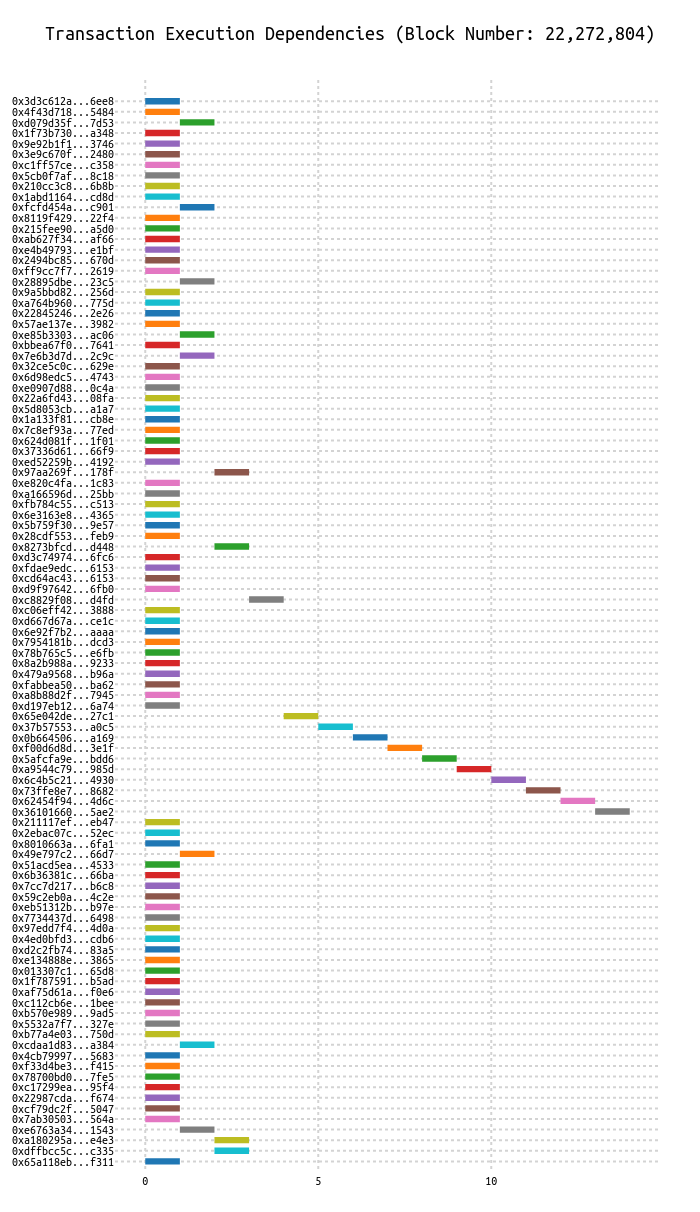 Transaction Execution Dependencies (Block Number: 22,272,804)
0x3d3c612a...6ee8
0x4f43d718...5484
0xd079d35f...7d53
0x1f73b730...a348
0x9e92b1f1...3746
0x3e9c670f...2480
0xc1ff57ce...c358
0x5cb0f7af...8c18
0x210cc3c8...6b8b
0x1abd1164...cd8d
0xfcfd454a...c901
0x8119f429...22f4
0x215fee90...a5d0
0xab627f34...af66
0xe4b49793...e1bf
0x2494bc85...670d
0xff9cc7f7...2619
0x28895dbe...23c5
0x9a5bbd82...256d
0xa764b960...775d
0x22845246...2e26
0x57ae137e...3982
0xe85b3303...ac06
0xbbea67f0...7641
0x7e6b3d7d...2c9c
0x32ce5c0c...629e
0x6d98edc5...4743
0xe0907d88...0c4a
0x22a6fd43...08fa
0x5d8053cb...a1a7
0x1a133f81...cb8e
0x7c8ef93a...77ed
0x624d081f...1f01
0x37336d61...66f9
0xed52259b...4192
0x97aa269f...178f
0xe820c4fa...1c83
0xa166596d...25bb
0xfb784c55...c513
0x6e3163e8...4365
0x5b759f30...9e57
0x28cdf553...feb9
0x8273bfcd...d448
0xd3c74974...6fc6
0xfdae9edc...6153
0xcd64ac43...6153
0xd9f97642...6fb0
0xc8829f08...d4fd
0xc06eff42...3888
0xd667d67a...ce1c
0x6e92f7b2...aaaa
0x7954181b...dcd3
0x78b765c5...e6fb
0x8a2b988a...9233
0x479a9568...b96a
0xfabbea50...ba62
0xa8b88d2f...7945
0xd197eb12...6a74
0x65e042de...27c1
0x37b57553...a0c5
0x0b664506...a169
0xf00d6d8d...3e1f
0x5afcfa9e...bdd6
0xa9544c79...985d
0x6c4b5c21...4930
0x73ffe8e7...8682
0x62454f94...4d6c
0x36101660...5ae2
0x211117ef...eb47
0x2ebac07c...52ec
0x8010663a...6fa1
0x49e797c2...66d7
0x51acd5ea...4533
0x6b36381c...66ba
0x7cc7d217...b6c8
0x59c2eb0a...4c2e
0xeb51312b...b97e
0x7734437d...6498
0x97edd7f4...4d0a
0x4ed0bfd3...cdb6
0xd2c2fb74...83a5
0xe134888e...3865
0x013307c1...65d8
0x1f787591...b5ad
0xaf75d61a...f0e6
0xc112cb6e...1bee
0xb570e989...9ad5
0x5532a7f7...327e
0xb77a4e03...750d
0xcdaa1d83...a384
0x4cb79997...5683
0xf33d4be3...f415
0x78700bd0...7fe5
0xc17299ea...95f4
0x22987cda...f674
0xcf79dc2f...5047
0x7ab30503...564a
0xe6763a34...1543
0xa180295a...e4e3
0xdffbcc5c...c335
0x65a118eb...f311
0 5 10